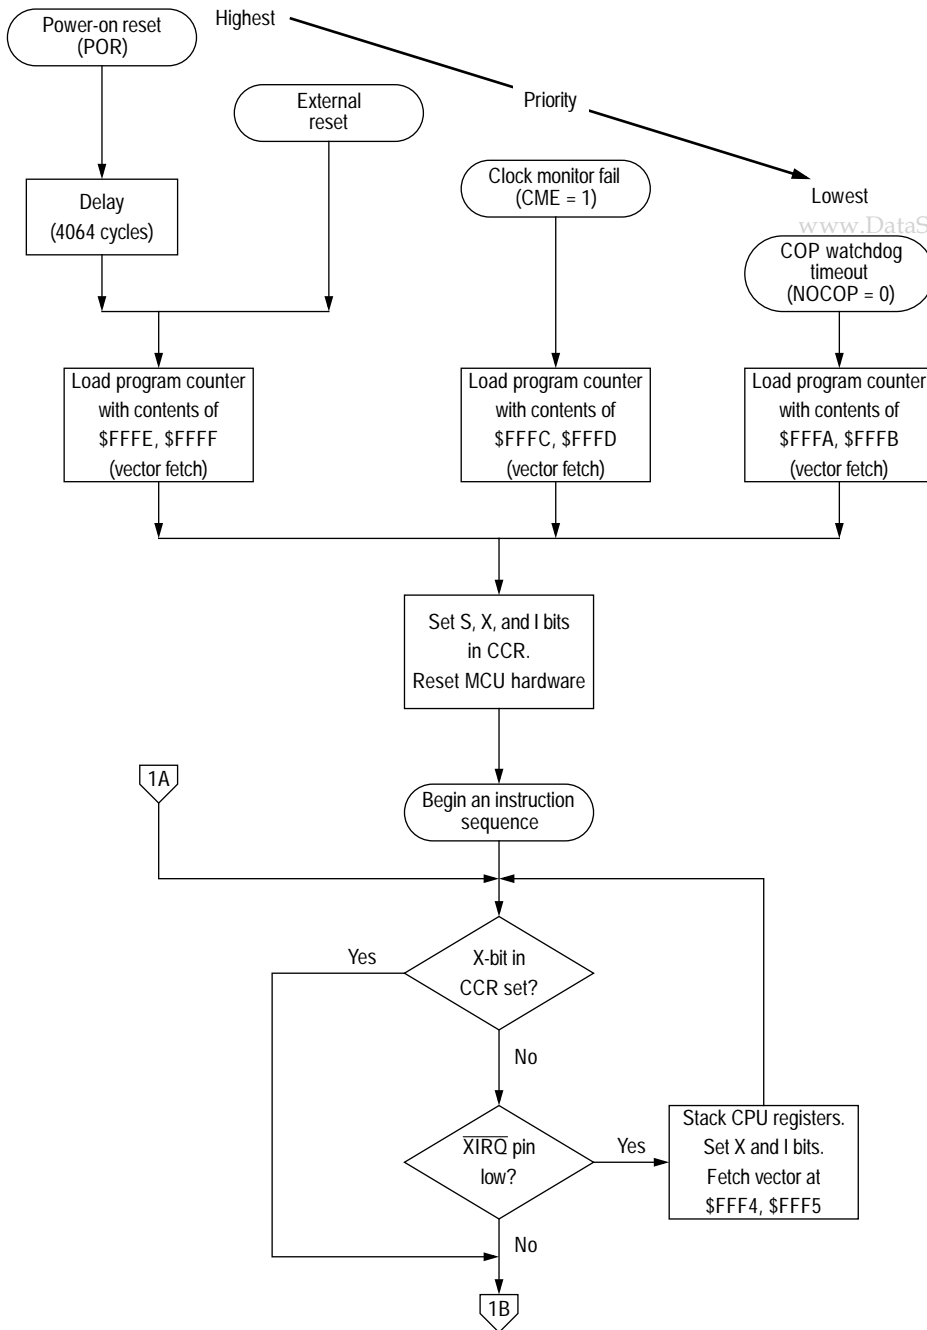 Power-on reset
(POR)
Highest
External
reset
Priority
Clock monitor fail
(CME = 1)
Lowest
Delay
(4064 cycles)
www.DataS
COP watchdog
timeout
(NOCOP = 0)
Load program counter
with contents of
$FFFE, $FFFF
(vector fetch)
Load program counter
with contents of
$FFFC, $FFFD
(vector fetch)
Load program counter
with contents of
$FFFA, $FFFB
(vector fetch)
Set S, X, and I bits
in CCR.
Reset MCU hardware
1A
Begin an instruction
sequence
Yes
X-bit in
CCR set?
No
XIRQ pin
low?
Yes
Stack CPU registers.
Set X and I bits.
Fetch vector at
$FFF4, $FFF5
No
1B